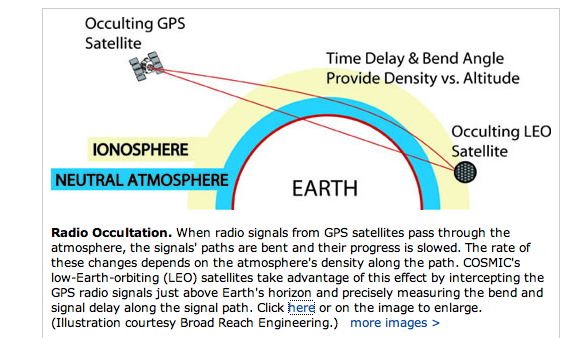 Occulting GPS
Satellite
Time Delay & Bend Angle
Provide Density vs. Altitude
Occulting LEO
Satellite
IONOSPHERE
NEUTRAL ATMOSPHERE
EARTH
Radio Occultation. When radio signals from GPS satellites pass through the
atmosphere, the signals' paths are bent and their progress is slowed. The rate of
these changes depends on the atmosphere's density along the path. COSMIC's
low-Earth-orbiting (LEO) satellites take advantage of this effect by intercepting the
GPS radio signals just above Earth's horizon and precisely measuring the bend and
signal delay along the signal path. Click here or on the image to enlarge.
(Illustration courtesy Broad Reach Engineering.) more images >